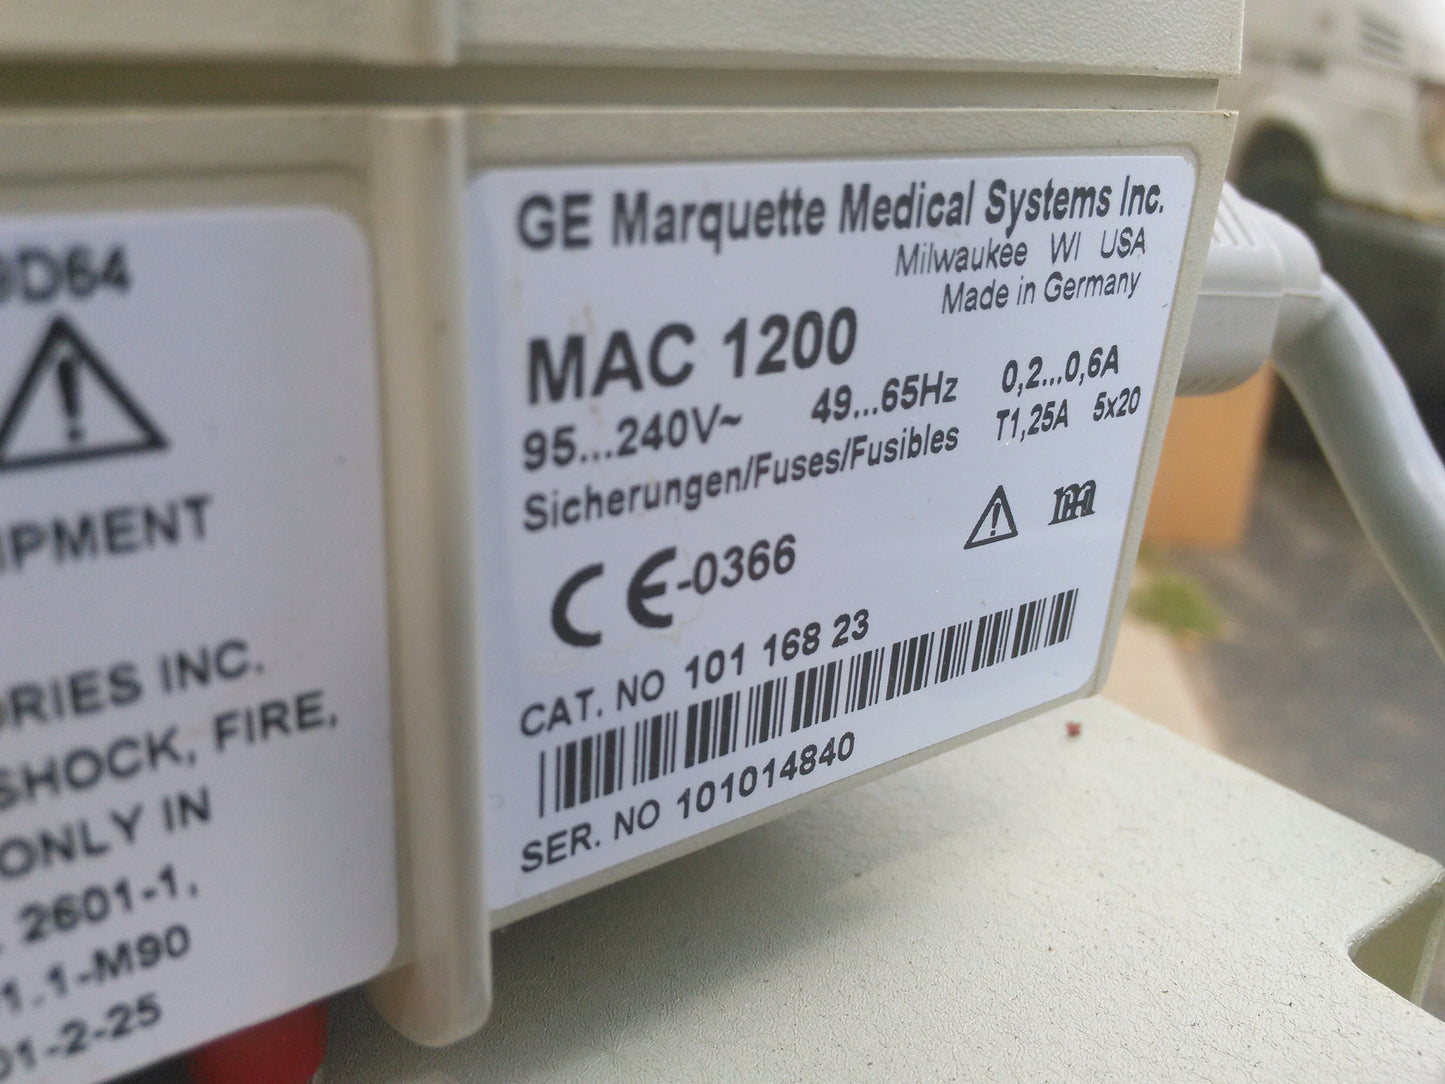 9D64
IPMENT
ORIES INC.
SHOCK, FIRE,
ONLY IN
. 2601-1,
1.1-M90
01-2-25
GE Marquette Medical Systems Inc.
Milwaukee WI USA
Made in Germany
MAC 1200
95...240V~ 49...65Hz 0,2...0,6A
Sicherungen/Fuses/Fusibles T1,25A 5x20
CE-0366
CAT. NO 101 168 23
SER. NO 101014840